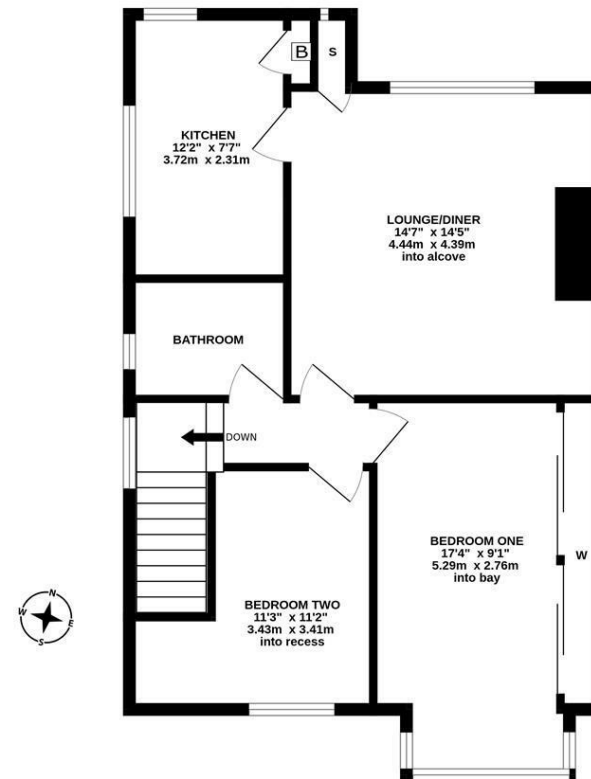 B
S
KITCHEN
12'2" x 7'7"
3.72m x 2.31m
LOUNGE/DINER
14'7" x 14'5"
4.44m x 4.39m
into alcove
BATHROOM
DOWN
BEDROOM ONE
17'4" x 9'1"
5.29m x 2.76m
into bay
W
BEDROOM TWO
11'3" x 11'2"
3.43m x 3.41m
into recess
N
W
E
S